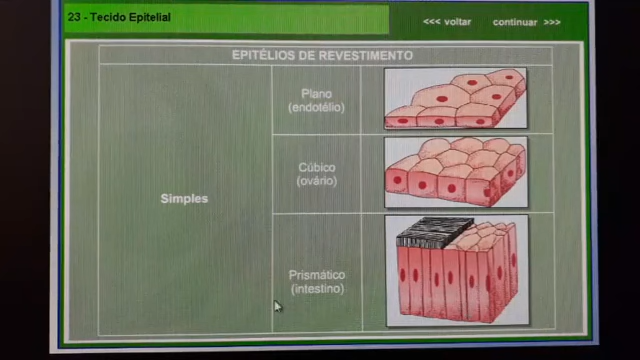 23 - Tecido Epitelial
<<< voltar
continuar >>>
EPITÉLIOS DE REVESTIMENTO
Simples
Plano
(endotélio)
Cúbico
(ovário)
Prismático
(intestino)